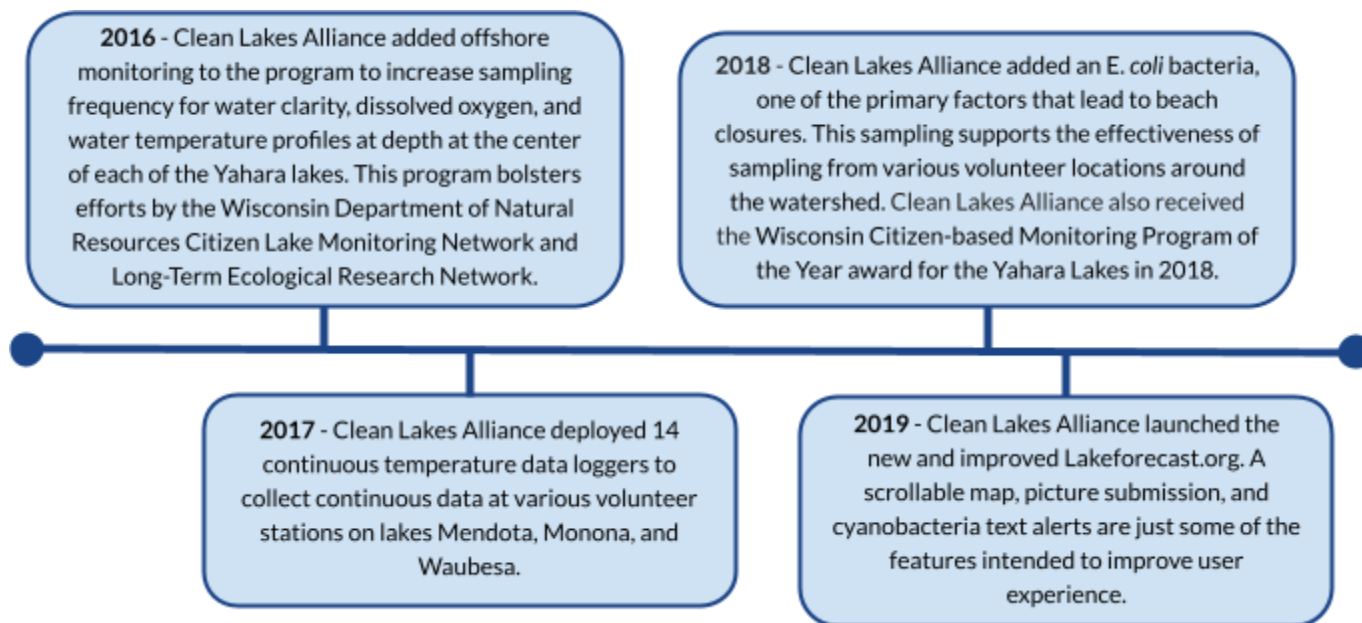 2016 - Clean Lakes Alliance added offshore
monitoring to the program to increase sampling
frequency for water clarity, dissolved oxygen, and
water temperature profiles at depth at the center
of each of the Yahara lakes. This program bolsters
efforts by the Wisconsin Department of Natural
Resources Citizen Lake Monitoring Network and
Long-Term Ecological Research Network.
2017 - Clean Lakes Alliance deployed 14
continuous temperature data loggers to
collect continuous data at various volunteer
stations on lakes Mendota, Monona, and
Waubesa.
2018 - Clean Lakes Alliance added an E. coli bacteria,
one of the primary factors that lead to beach
closures. This sampling supports the effectiveness of
sampling from various volunteer locations around
the watershed. Clean Lakes Alliance also received
the Wisconsin Citizen-based Monitoring Program of
the Year award for the Yahara Lakes in 2018.
2019 - Clean Lakes Alliance launched the
new and improved Lakeforecast.org. A
scrollable map, picture submission, and
cyanobacteria text alerts are just some of the
features intended to improve user
experience.